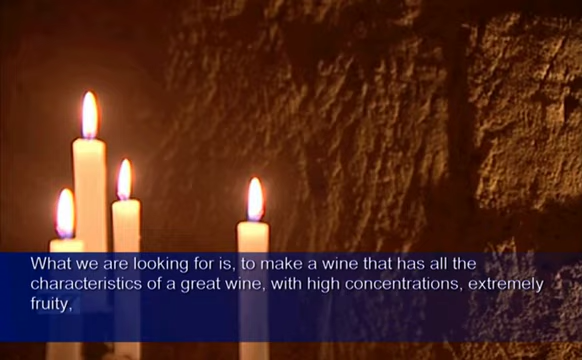 What we are looking for is, to make a wine that has all the
characteristics of a great wine, with high concentrations, extremely
fruity,